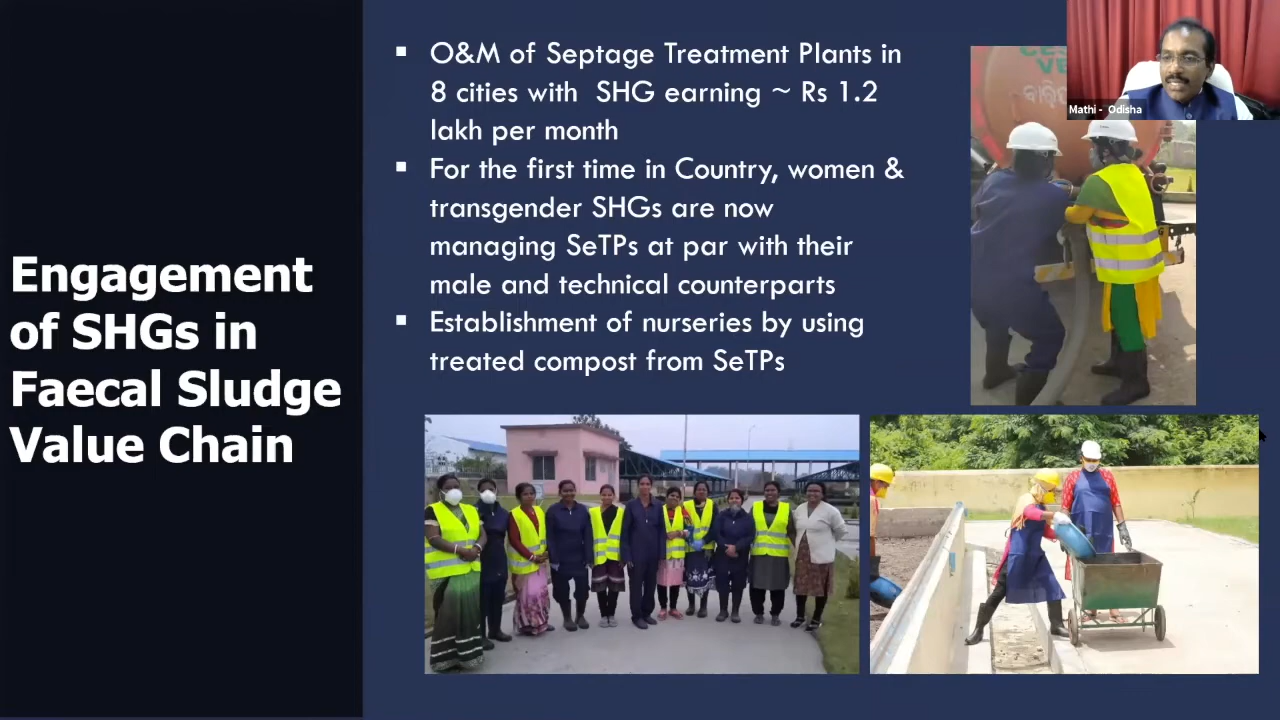 Engagement
of SHGs in
Faecal Sludge
Value Chain
▪ O&M of Septage Treatment Plants in
8 cities with SHG earning ~ Rs 1.2
lakh per month
▪ For the first time in Country, women &
transgender SHGs are now
managing SeTPs at par with their
male and technical counterparts
▪ Establishment of nurseries by using
treated compost from SeTPs
Mathi - Odisha